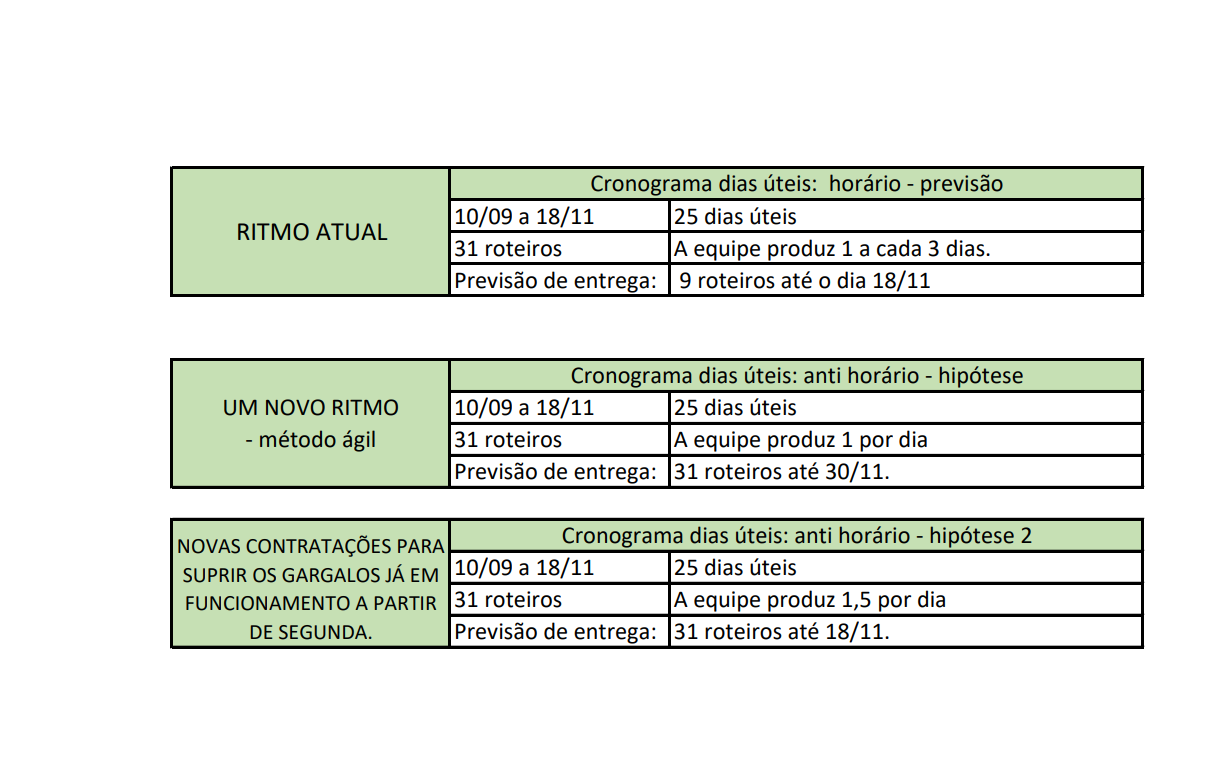 RITMO ATUAL
Cronograma dias úteis:  horário - previsão
10/09 a 18/11 25 dias úteis
31 roteiros A equipe produz 1 a cada 3 dias.
Previsão de entrega: 9 roteiros até o dia 18/11
UM NOVO RITMO
- método ágil
Cronograma dias úteis: anti horário - hipótese
10/09 a 18/11 25 dias úteis
31 roteiros A equipe produz 1 por dia
Previsão de entrega: 31 roteiros até 30/11.
NOVAS CONTRATAÇÕES PARA
SUPRIR OS GARGALOS JÁ EM
FUNCIONAMENTO A PARTIR
DE SEGUNDA.
Cronograma dias úteis: anti horário - hipótese 2
10/09 a 18/11 25 dias úteis
31 roteiros A equipe produz 1,5 por dia
Previsão de entrega: 31 roteiros até 18/11.